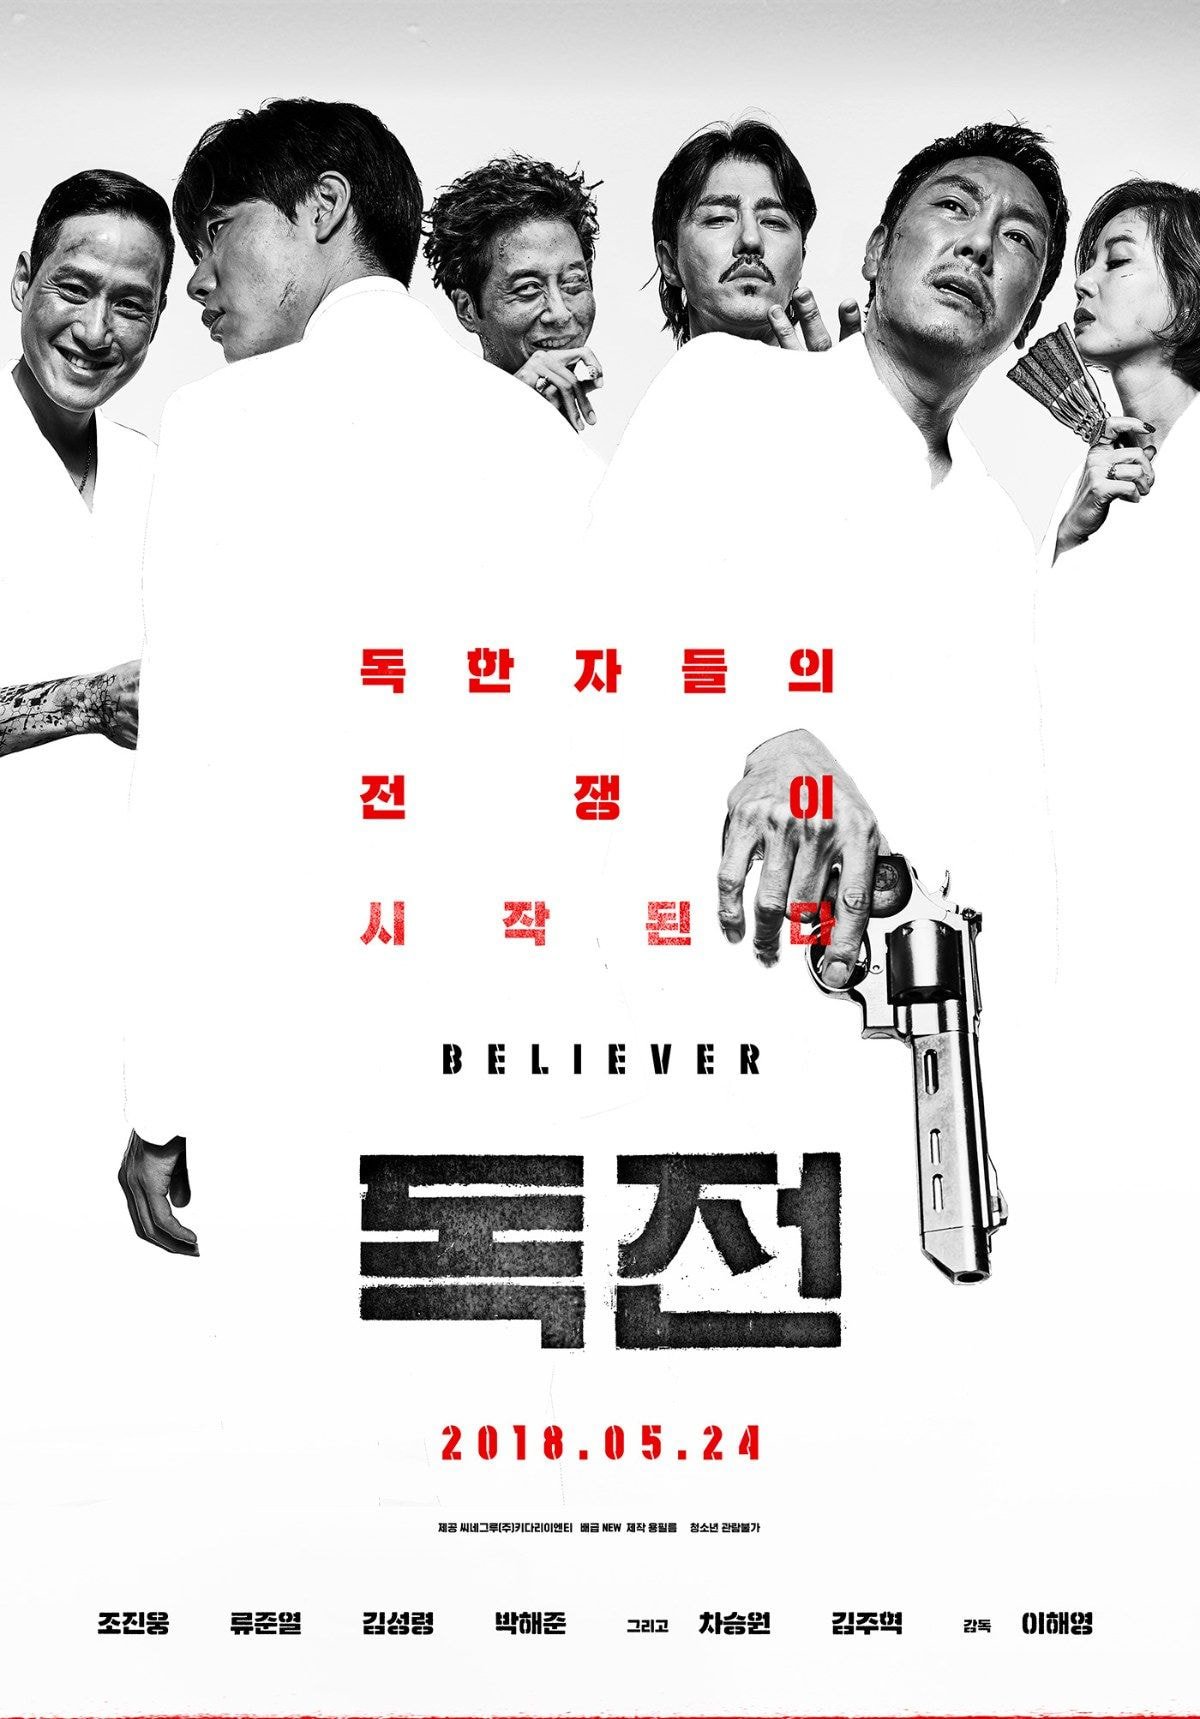 독한자들의
전쟁이
시작된다
BELIEVER
독전
2018.05.24
제공 씨네그루(주)키다리이엔티 배급 NEW 제작 용필름 청소년 관람불가
조진웅 류준열 김성령 박해준 그리고 차승원 김주혁 감독 이해영